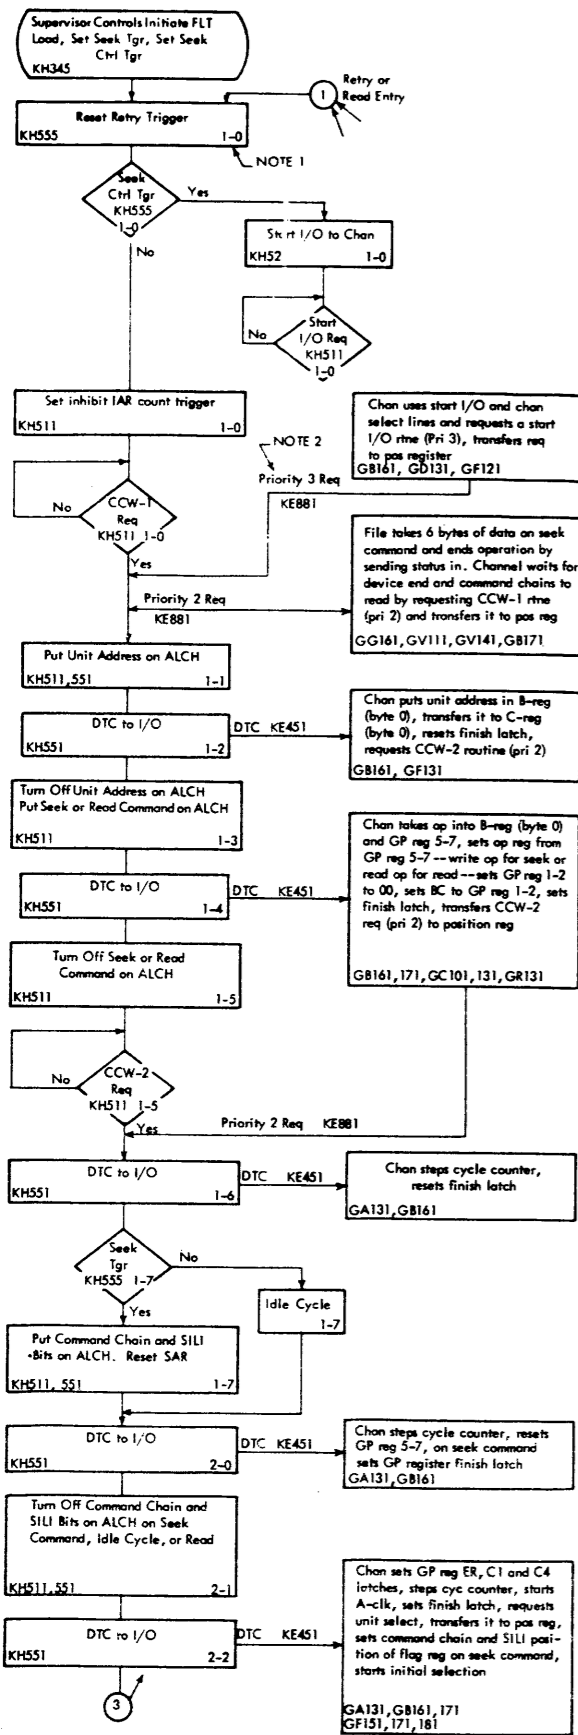 Supervisor Controls Initiate FLT
Load, Set Seek Tgr, Set Seek
Ctrl Tgr
KH345
1
Retry or
Read Entry
Reset Retry Trigger
KH555 1-0
NOTE 1
Seek
Ctrl Tgr
KH555
1-0
Yes
No
Start I/O to Chan
KH52 1-0
Start
I/O Req
KH511
1-0
No
Set inhibit IAR count trigger
KH511 1-0
Chan uses start I/O and chan
select lines and requests a start
I/O rtne (Pri 3), transfers req
to pos register
GB161, GD131, GF121
NOTE 2
Priority 3 Req
KE881
CCW-1
Req
KH511 1-0
No
Yes
File takes 6 bytes of data on seek
command and ends operation by
sending status in. Channel waits for
device end and command chains to
read by requesting CCW-1 rtne
(pri 2) and transfers it to pos reg
GG161, GV111, GV141, GB171
Priority 2 Req
KE881
Put Unit Address on ALCH
KH511,551 1-1
DTC to I/O
KH551 1-2
DTC KE451
Chan puts unit address in B-reg
(byte 0), transfers it to C-reg
(byte 0), resets finish latch,
requests CCW-2 routine (pri 2)
GB161, GF131
Turn Off Unit Address on ALCH
Put Seek or Read Command on ALCH
KH511 1-3
DTC to I/O
KH551 1-4
DTC KE451
Chan takes op into B-reg (byte 0)
and GP reg 5-7, sets op reg from
GP reg 5-7 -- write op for seek or
read op for read -- sets GP reg 1-2
to 00, sets BC to GP reg 1-2, sets
finish latch, transfers CCW-2
req (pri 2) to position reg
GB161, 171, GC101, 131, GR131
Turn Off Seek or Read
Command on ALCH
KH511 1-5
CCW-2
Req
KH511 1-5
No
Yes
Priority 2 Req KE881
DTC to I/O
KH551 1-6
DTC KE451
Chan steps cycle counter,
resets finish latch
GA131, GB161
Seek
Tgr
KH555 1-7
No
Yes
Idle Cycle
1-7
Put Command Chain and SILI
Bits on ALCH. Reset SAR
KH511, 551 1-7
DTC to I/O
KH551 2-0
DTC KE451
Chan steps cycle counter, resets
GP reg 5-7, on seek command
sets GP register finish latch
GA131, GB161
Turn Off Command Chain and
SILI Bits on ALCH on Seek
Command, Idle Cycle, or Read
KH511,551 2-1
DTC to I/O
KH551 2-2
DTC KE451
Chan sets GP reg ER, C1 and C4
latches, steps cyc counter, starts
A-clk, sets finish latch, requests
unit select, transfers it to pos reg,
sets command chain and SILI posi-
tion of flag reg on seek command,
starts initial selection
GA131, GB161, 171
GF151, 171, 181
3